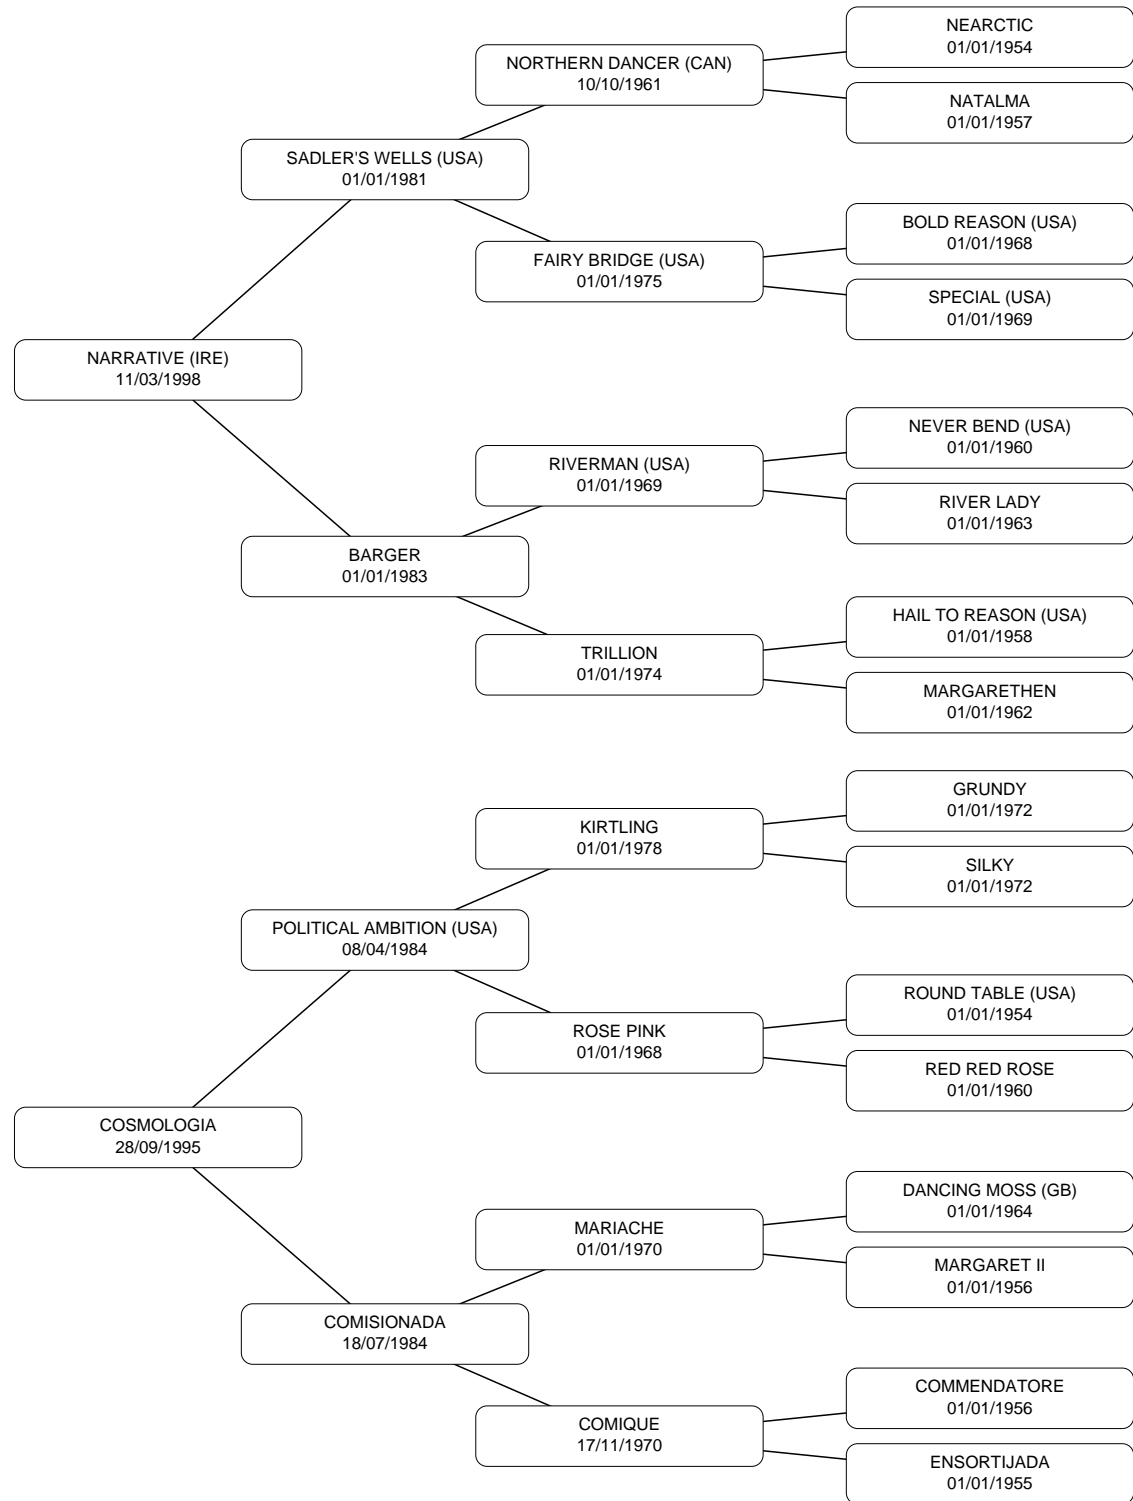 NEARCTIC
01/01/1954
NORTHERN DANCER (CAN)
10/10/1961
NATALMA
01/01/1957
SADLER'S WELLS (USA)
01/01/1981
BOLD REASON (USA)
01/01/1968
FAIRY BRIDGE (USA)
01/01/1975
SPECIAL (USA)
01/01/1969
NARRATIVE (IRE)
11/03/1998
NEVER BEND (USA)
01/01/1960
RIVERMAN (USA)
01/01/1969
RIVER LADY
01/01/1963
BARGER
01/01/1983
HAIL TO REASON (USA)
01/01/1958
TRILLION
01/01/1974
MARGARETHEN
01/01/1962
GRUNDY
01/01/1972
KIRTLING
01/01/1978
SILKY
01/01/1972
POLITICAL AMBITION (USA)
08/04/1984
ROUND TABLE (USA)
01/01/1954
ROSE PINK
01/01/1968
RED RED ROSE
01/01/1960
COSMOLOGIA
28/09/1995
DANCING MOSS (GB)
01/01/1964
MARIACHE
01/01/1970
MARGARET II
01/01/1956
COMISIONADA
18/07/1984
COMMENDATORE
01/01/1956
COMIQUE
17/11/1970
ENSORTIJADA
01/01/1955